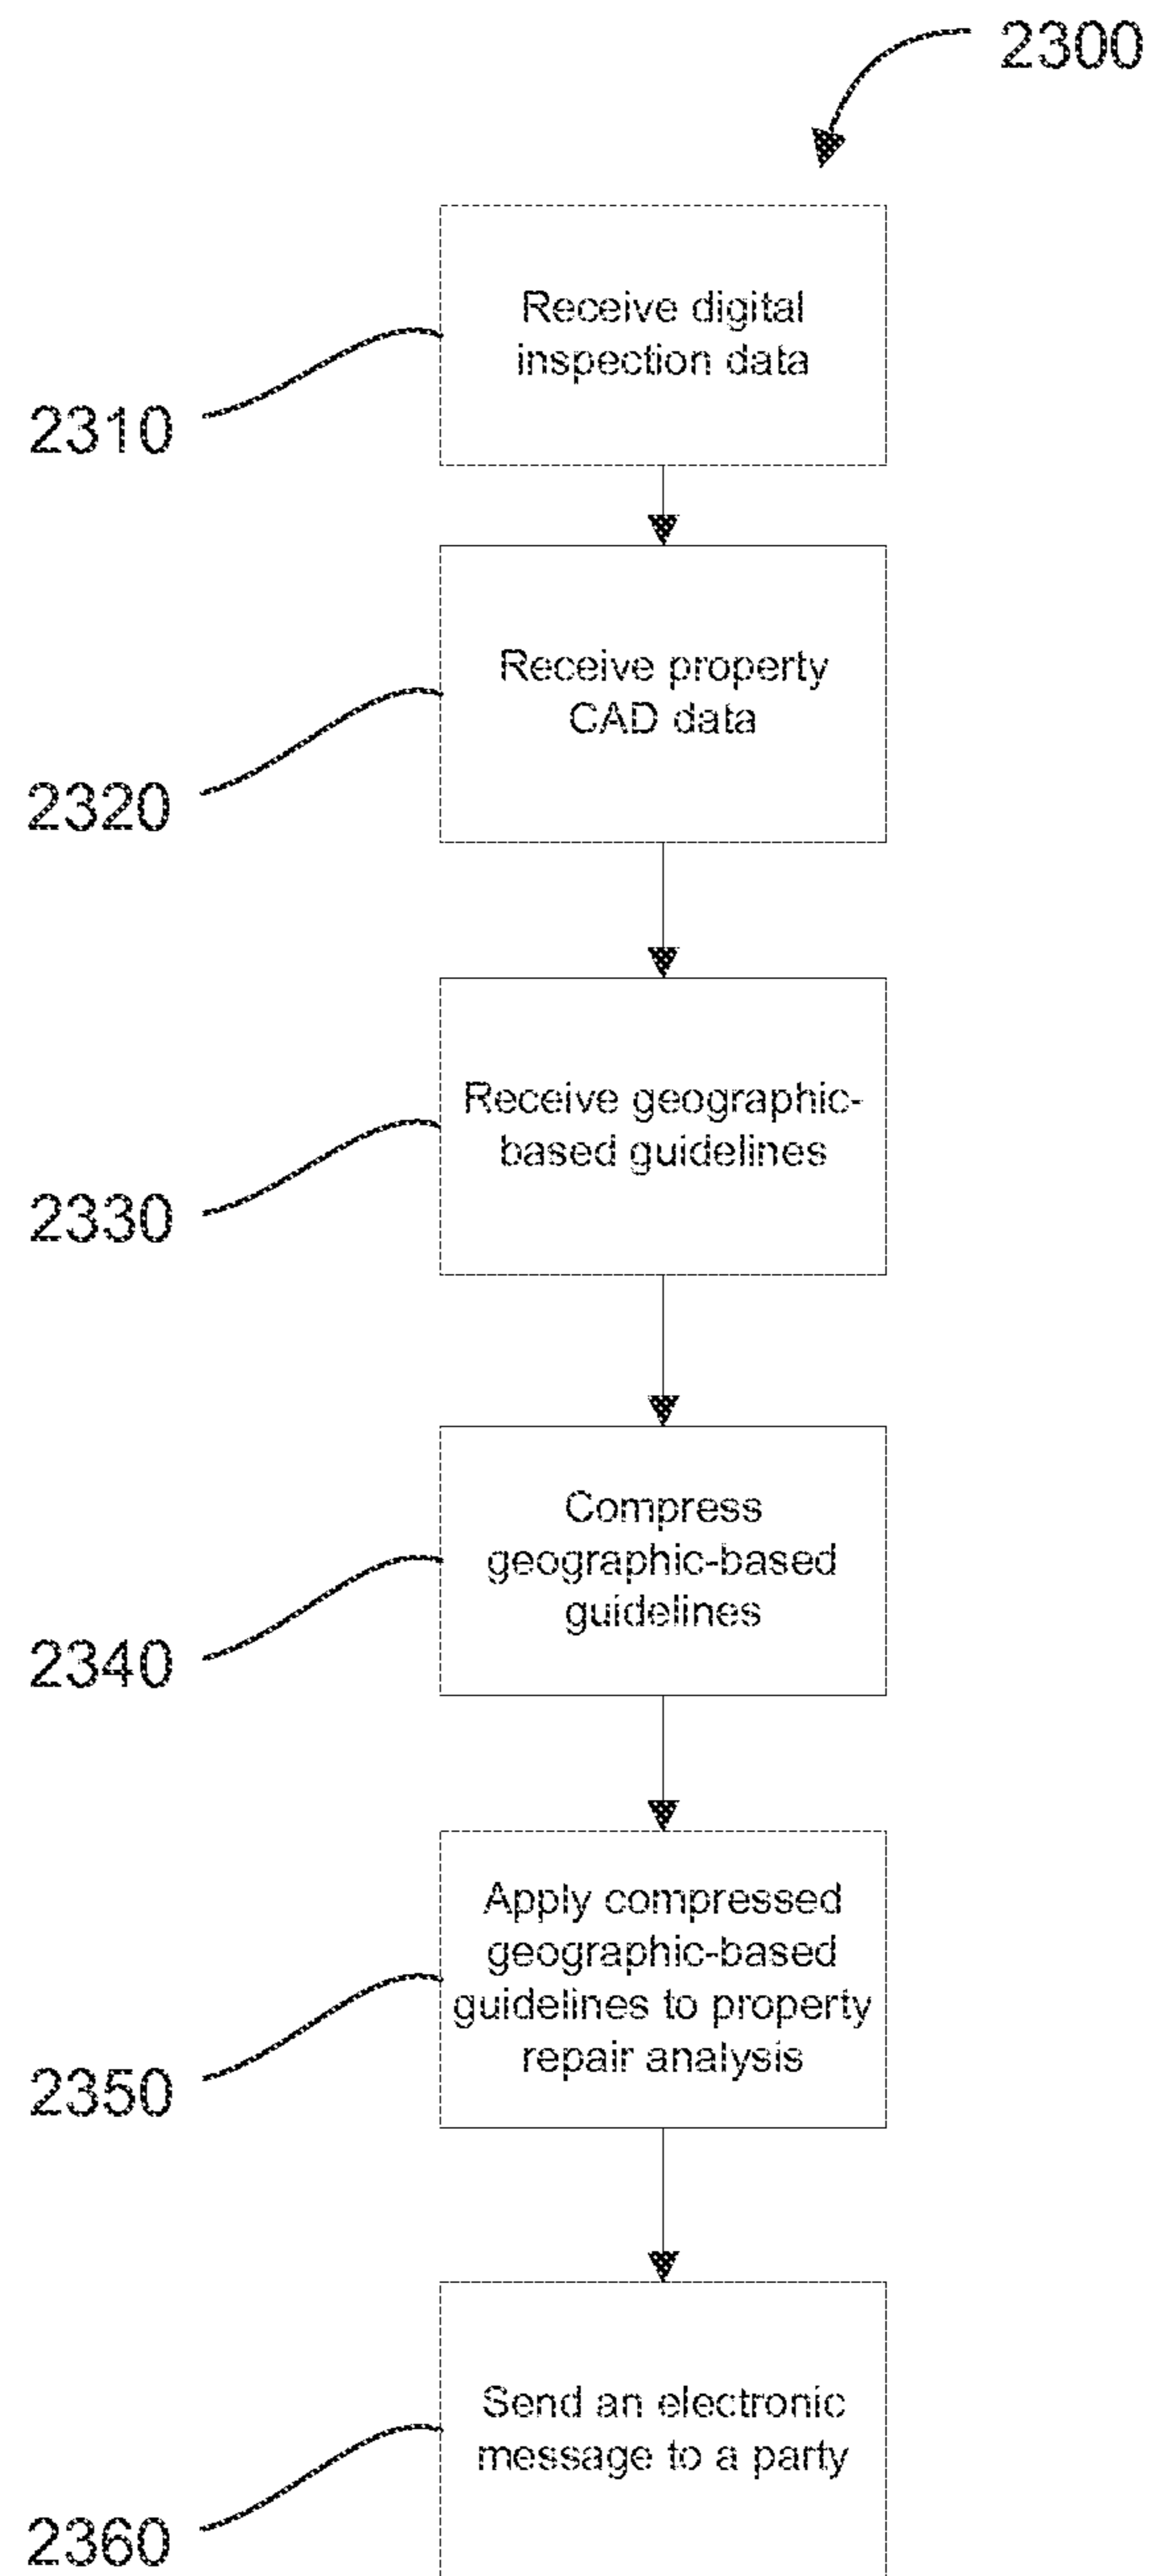 2300
Receive digital
inspection data
2310
Receive property
CAD data
2320
Receive geographic-
based guidelines
2330
Compress
geographic-based
guidelines
2340
Apply compressed
geographic-based
guidelines to property
repair analysis
2350
Send an electronic
message to a party
2360